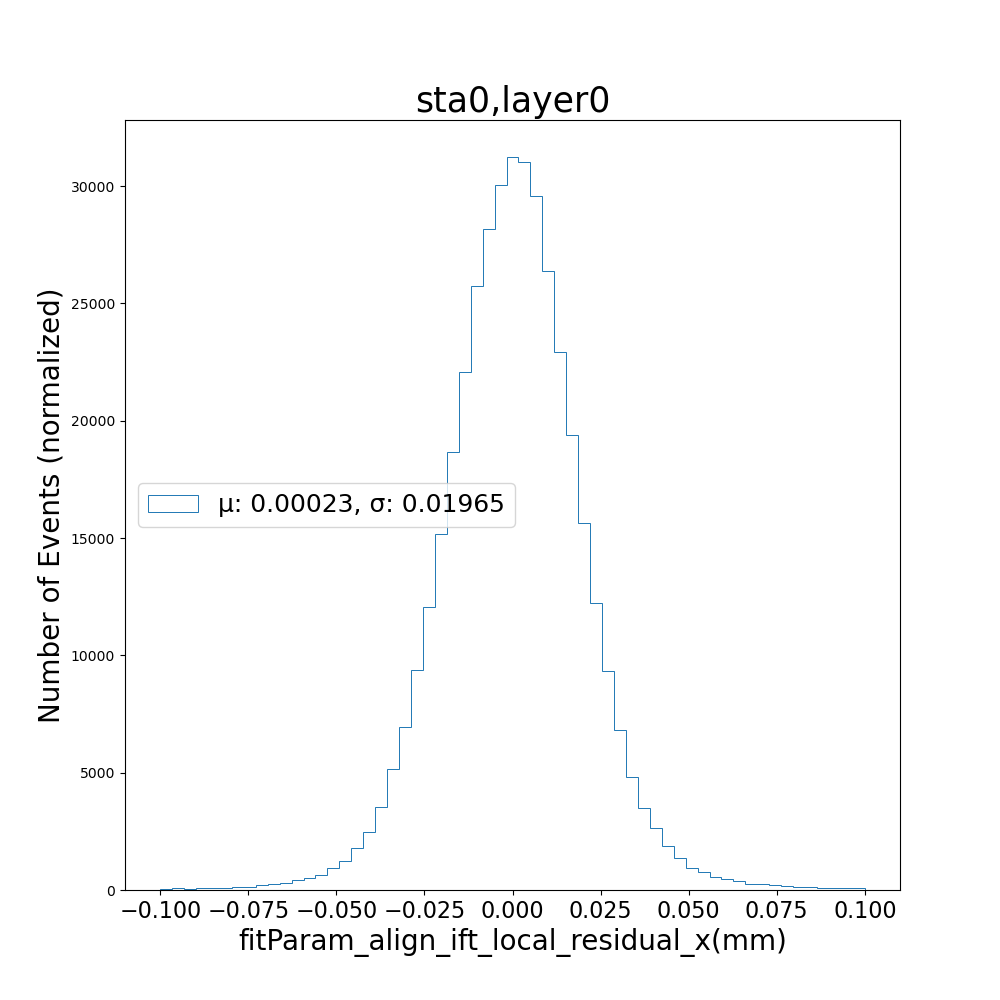 sta0,layer0
Number of Events (normalized)
30000
25000
20000
15000
10000
5000
0
μ: 0.00023, σ: 0.01965
−0.100 −0.075 −0.050 −0.025 0.000 0.025 0.050 0.075 0.100
fitParam_align_ift_local_residual_x(mm)